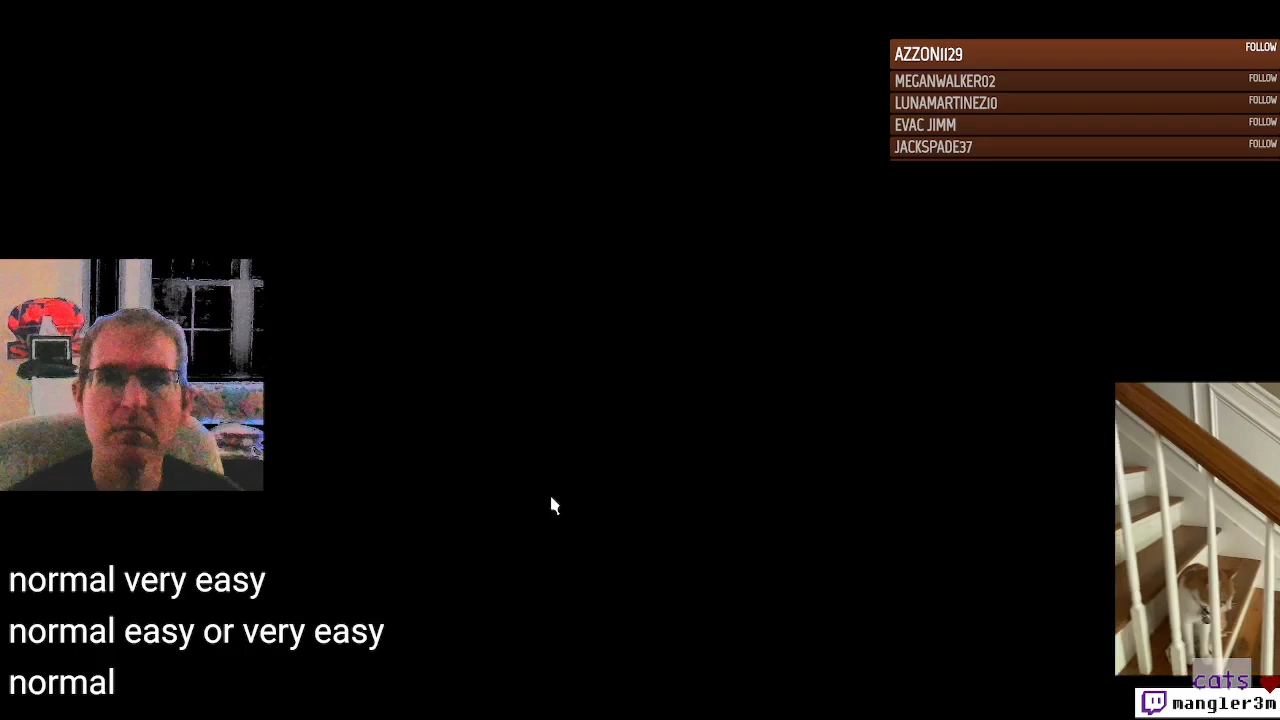 AZZON1129 FOLLOW
MEGANWALKER02 FOLLOW
LUNAMARTINEZ10 FOLLOW
EVAC JIMM FOLLOW
JACKSPADE37 FOLLOW
normal very easy
normal easy or very easy
normal
cats
mangler3m